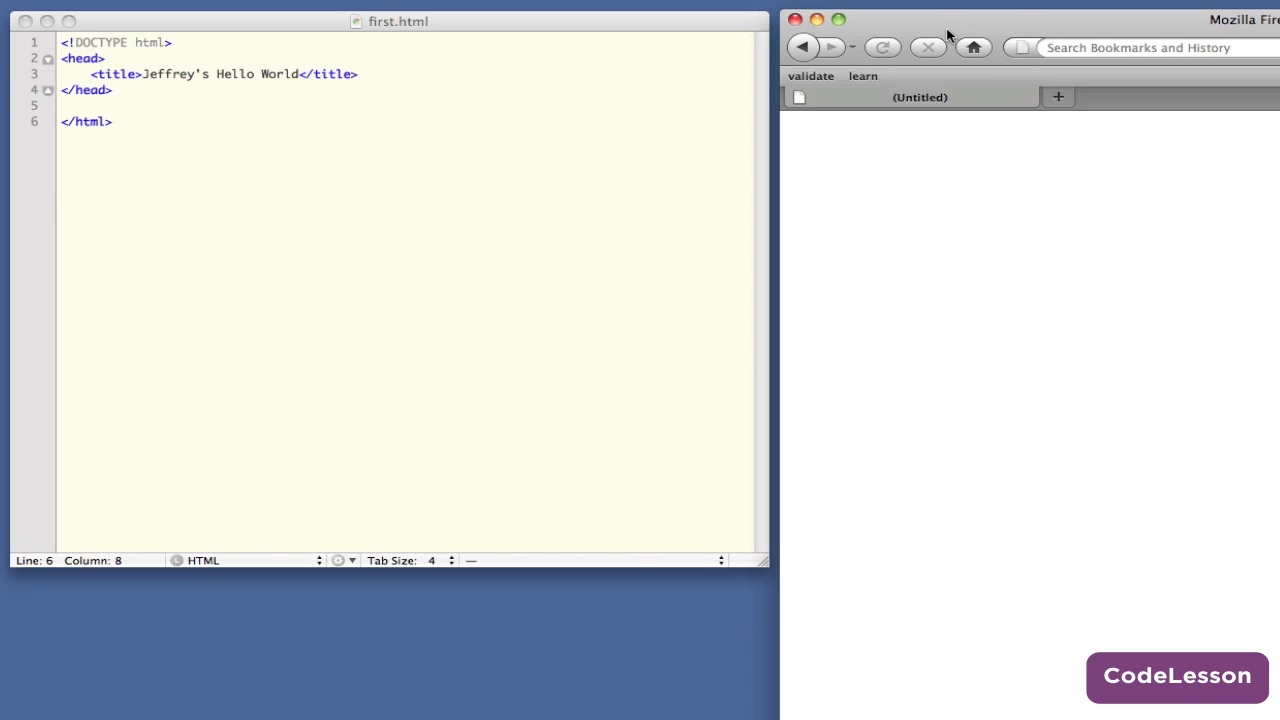 first.html
1 <!DOCTYPE html>
2 <head>
3 <title>Jeffrey's Hello World</title>
4 </head>
5
6 </html>
Line: 6 Column: 8 L HTML Tab Size: 4 —
Mozilla Fire
Search Bookmarks and History
validate learn
(Untitled) +
CodeLesson